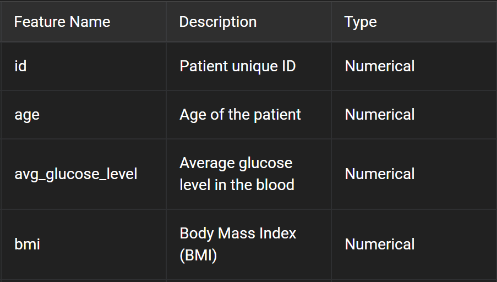 Feature Name Description Type
id Patient unique ID Numerical
age Age of the patient Numerical
avg_glucose_level Average glucose level in the blood Numerical
bmi Body Mass Index (BMI) Numerical